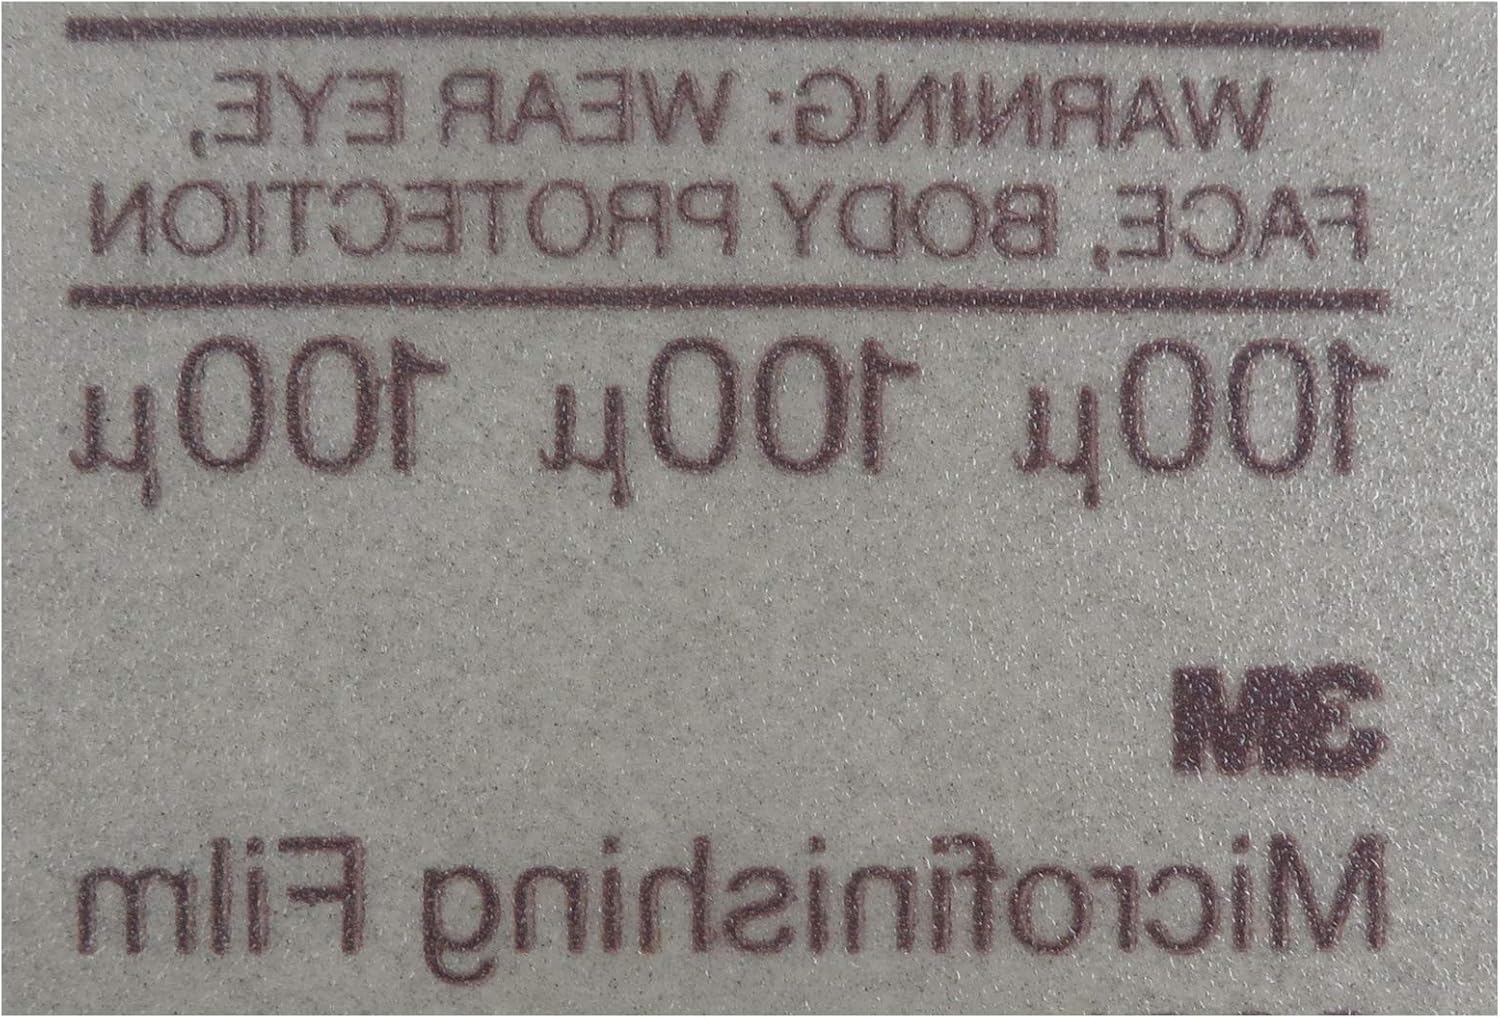 WARNING: WEAR EYE,
FACE, BODY PROTECTION
100µ 100µ 100µ
3M
Microfinishing Film